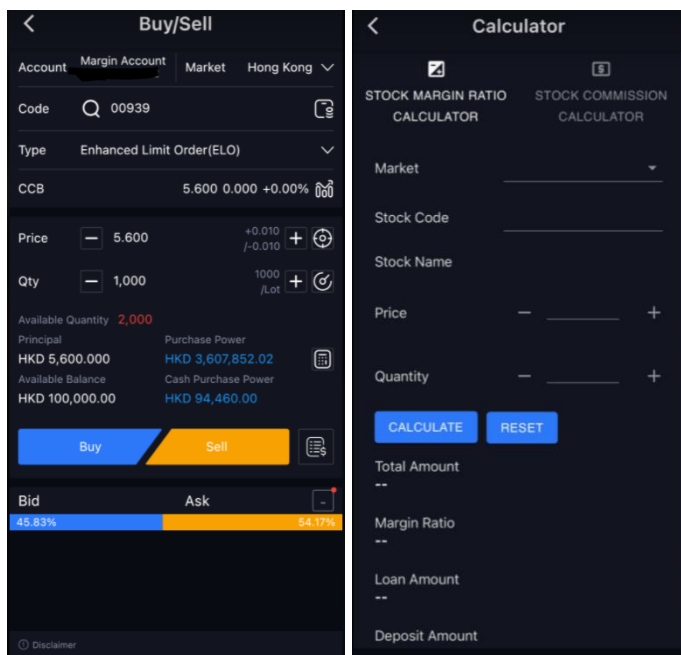 Buy/Sell
Account Margin Account Market Hong Kong
Code 00939
Type Enhanced Limit Order(ELO)
CCB 5.600 0.000 +0.00%
Price 5.600 +0.010
/-0.010
Qty 1,000 1000
/Lot
Available Quantity 2,000
Principal Purchase Power
HKD 5,600.000 HKD 3,607,852.02
Available Balance Cash Purchase Power
HKD 100,000.00 HKD 94,460.00
Buy Sell
Bid Ask
45.83% 54.17%
Disclaimer
Calculator
STOCK MARGIN RATIO
CALCULATOR
STOCK COMMISSION
CALCULATOR
Market
Stock Code
Stock Name
Price
Quantity
CALCULATE RESET
Total Amount
--
Margin Ratio
--
Loan Amount
--
Deposit Amount